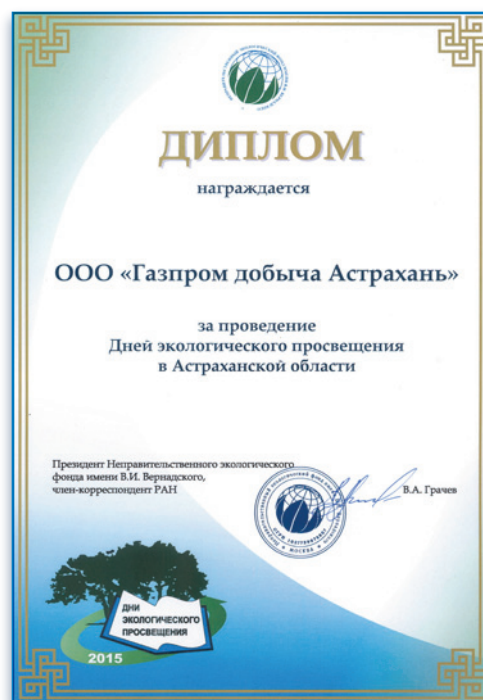 ДИПЛОМ
награждается
ООО «Газпром добыча Астрахань»
за проведение
Дней экологического просвещения
в Астраханской области
Президент Неправительственного экологического
фонда имени В.И. Вернадского,
член-корреспондент РАН
В.А. Грачев
МОСКВА
ДНИ
ЭКОЛОГИЧЕСКОГО
ПРОСВЕЩЕНИЯ
2015